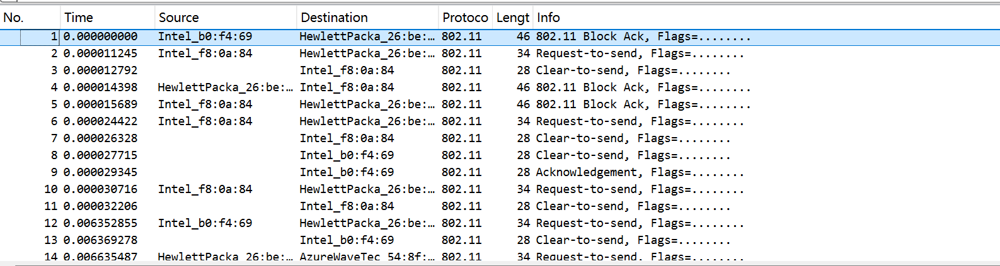 No. Time Source Destination Protoco Lengt Info
1 0.000000000 Intel_b0:f4:69 HewlettPacka_26:be:… 802.11 46 802.11 Block Ack, Flags=........
2 0.000011245 Intel_f8:0a:84 HewlettPacka_26:be:… 802.11 34 Request-to-send, Flags=........
3 0.000012792 Intel_f8:0a:84 802.11 28 Clear-to-send, Flags=........
4 0.000014398 HewlettPacka_26:be:… Intel_f8:0a:84 802.11 46 802.11 Block Ack, Flags=........
5 0.000015689 Intel_f8:0a:84 HewlettPacka_26:be:… 802.11 46 802.11 Block Ack, Flags=........
6 0.000024422 Intel_f8:0a:84 HewlettPacka_26:be:… 802.11 34 Request-to-send, Flags=........
7 0.000026328 Intel_f8:0a:84 802.11 28 Clear-to-send, Flags=........
8 0.000027715 Intel_b0:f4:69 802.11 28 Clear-to-send, Flags=........
9 0.000029345 Intel_b0:f4:69 802.11 28 Acknowledgement, Flags=........
10 0.000030716 Intel_f8:0a:84 HewlettPacka_26:be:… 802.11 34 Request-to-send, Flags=........
11 0.000032206 Intel_f8:0a:84 802.11 28 Clear-to-send, Flags=........
12 0.006352855 Intel_b0:f4:69 HewlettPacka_26:be:… 802.11 34 Request-to-send, Flags=........
13 0.006369278 Intel_b0:f4:69 802.11 28 Clear-to-send, Flags=........
14 0.006635487 HewlettPacka_26:be:… AzureWaveTec_54:8f:… 802.11 34 Request-to-send, Flags=........